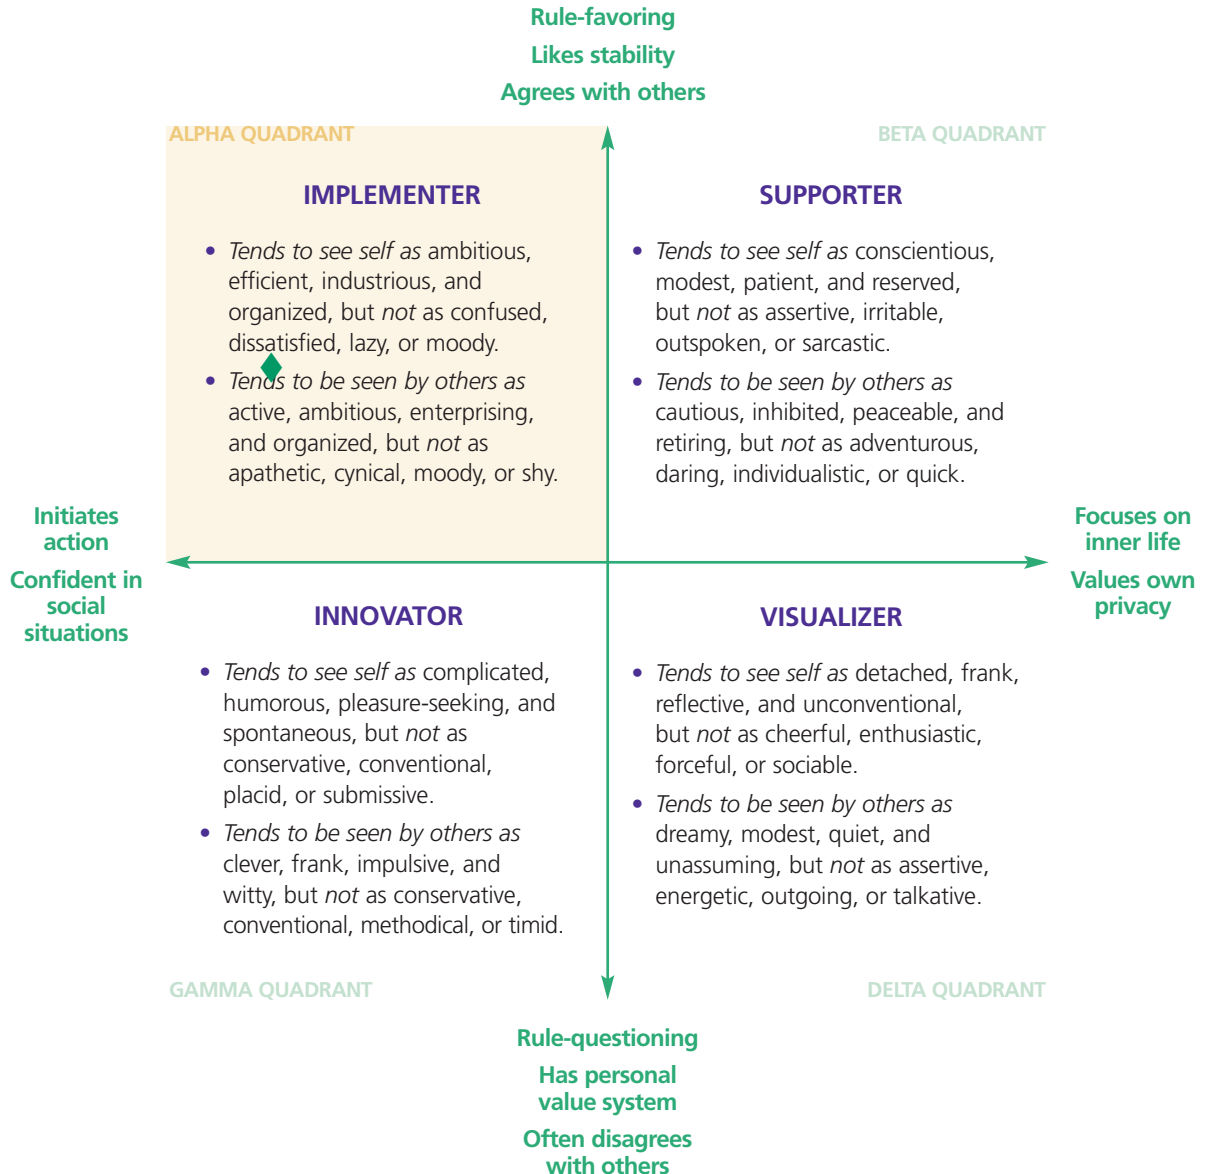 Rule-favoring
Likes stability
Agrees with others
ALPHA QUADRANT
BETA QUADRANT
IMPLEMENTER
• Tends to see self as ambitious,
efficient, industrious, and
organized, but not as confused,
dissatisfied, lazy, or moody.
• Tends to be seen by others as
active, ambitious, enterprising,
and organized, but not as
apathetic, cynical, moody, or shy.
SUPPORTER
• Tends to see self as conscientious,
modest, patient, and reserved,
but not as assertive, irritable,
outspoken, or sarcastic.
• Tends to be seen by others as
cautious, inhibited, peaceable, and
retiring, but not as adventurous,
daring, individualistic, or quick.
Initiates
action
Confident in
social
situations
Focuses on
inner life
Values own
privacy
INNOVATOR
• Tends to see self as complicated,
humorous, pleasure-seeking, and
spontaneous, but not as
conservative, conventional,
placid, or submissive.
• Tends to be seen by others as
clever, frank, impulsive, and
witty, but not as conservative,
conventional, methodical, or timid.
VISUALIZER
• Tends to see self as detached, frank,
reflective, and unconventional,
but not as cheerful, enthusiastic,
forceful, or sociable.
• Tends to be seen by others as
dreamy, modest, quiet, and
unassuming, but not as assertive,
energetic, outgoing, or talkative.
GAMMA QUADRANT
DELTA QUADRANT
Rule-questioning
Has personal
value system
Often disagrees
with others